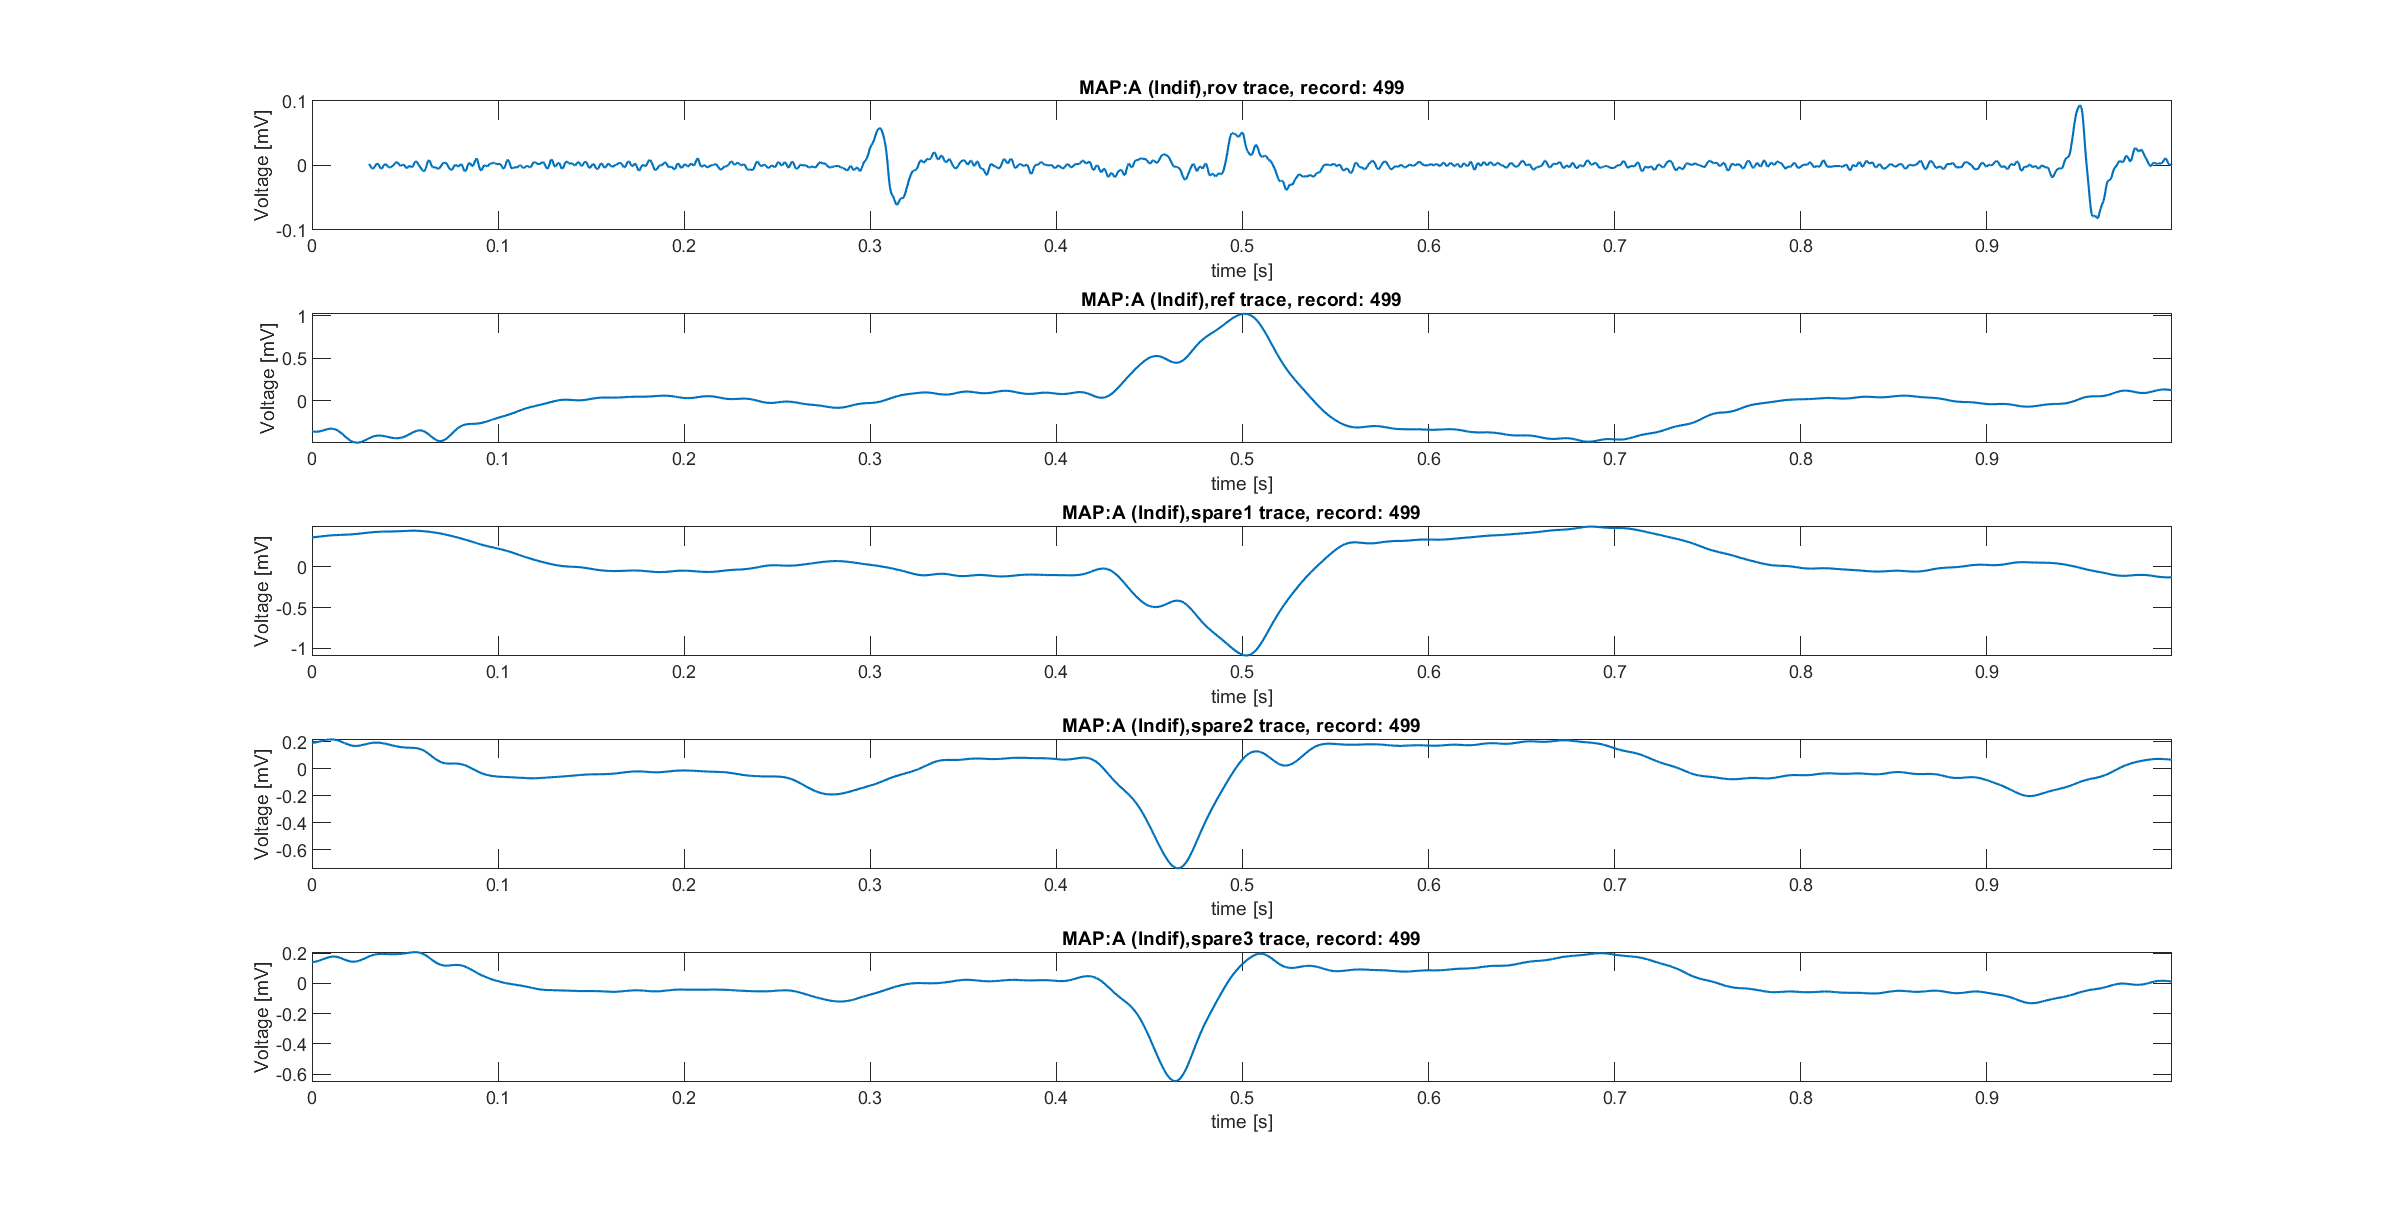 MAP:A (Indif),rov trace, record: 499
Voltage [mV]
0.1
0
-0.1
0 0.1 0.2 0.3 0.4 0.5 0.6 0.7 0.8 0.9
time [s]
MAP:A (Indif),ref trace, record: 499
Voltage [mV]
1
0.5
0
0 0.1 0.2 0.3 0.4 0.5 0.6 0.7 0.8 0.9
time [s]
MAP:A (Indif),spare1 trace, record: 499
Voltage [mV]
0
-0.5
-1
0 0.1 0.2 0.3 0.4 0.5 0.6 0.7 0.8 0.9
time [s]
MAP:A (Indif),spare2 trace, record: 499
Voltage [mV]
0.2
0
-0.2
-0.4
-0.6
0 0.1 0.2 0.3 0.4 0.5 0.6 0.7 0.8 0.9
time [s]
MAP:A (Indif),spare3 trace, record: 499
Voltage [mV]
0.2
0
-0.2
-0.4
-0.6
0 0.1 0.2 0.3 0.4 0.5 0.6 0.7 0.8 0.9
time [s]